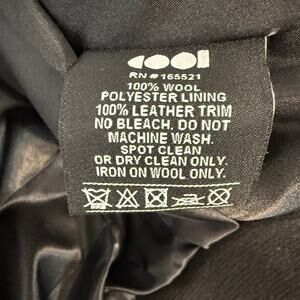 COOL
RN #165521
100% WOOL
POLYESTER LINING
100% LEATHER TRIM
NO BLEACH. DO NOT
MACHINE WASH.
SPOT CLEAN
OR DRY CLEAN ONLY.
IRON ON WOOL ONLY.